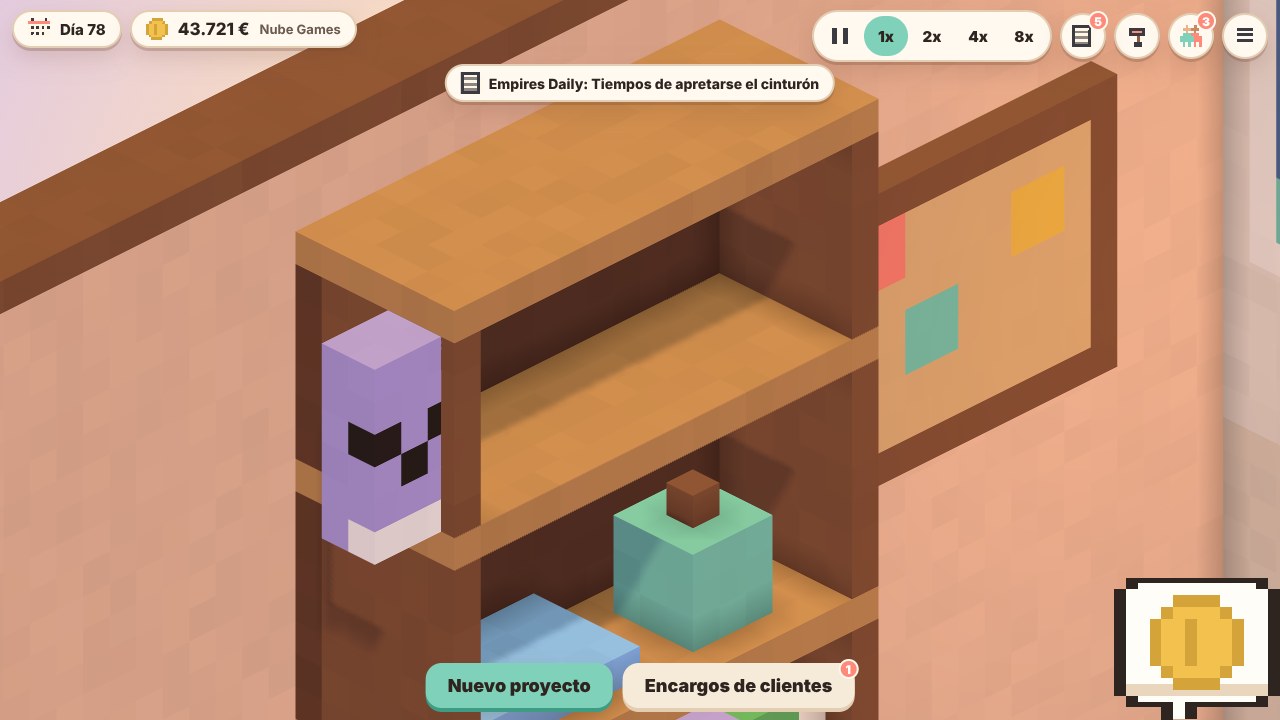 Día 78
43.721 € Nube Games
1x 2x 4x 8x
5
3
Empires Daily: Tiempos de apretarse el cinturón
Nuevo proyecto
Encargos de clientes
1